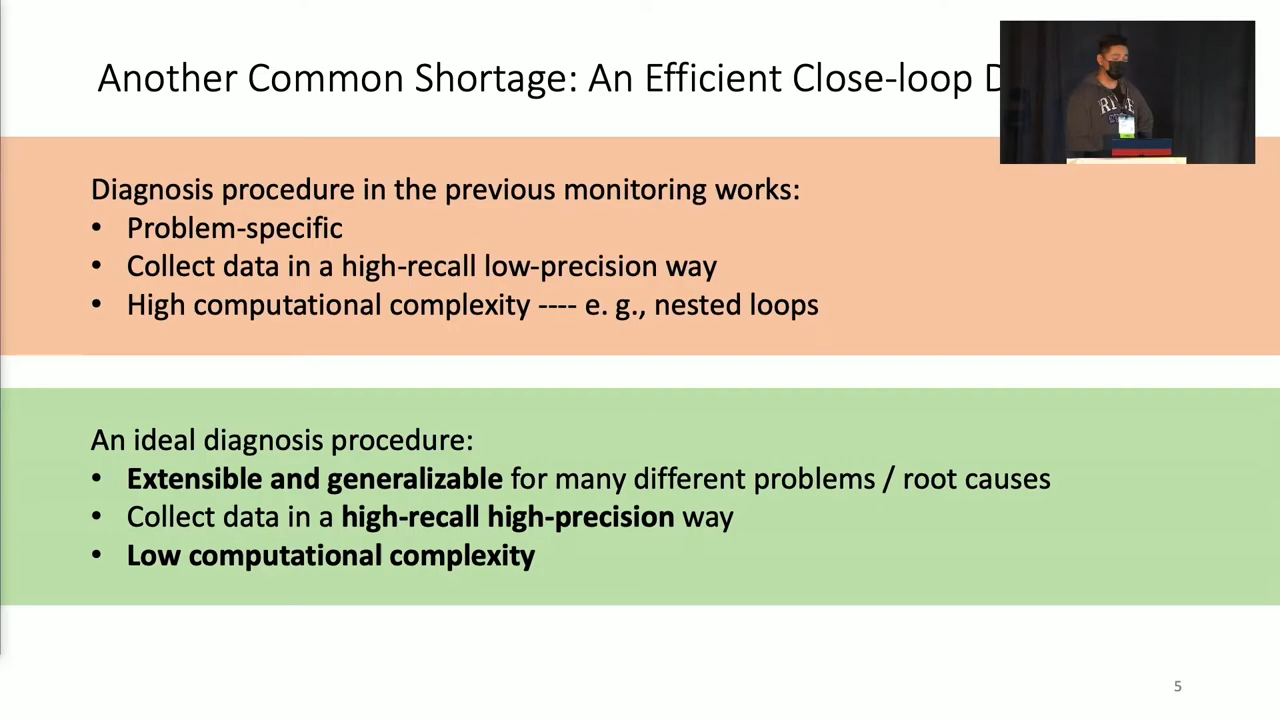 Another Common Shortage: An Efficient Close-loop D
Diagnosis procedure in the previous monitoring works:
• Problem-specific
• Collect data in a high-recall low-precision way
• High computational complexity ---- e. g., nested loops
An ideal diagnosis procedure:
• Extensible and generalizable for many different problems / root causes
• Collect data in a high-recall high-precision way
• Low computational complexity
5